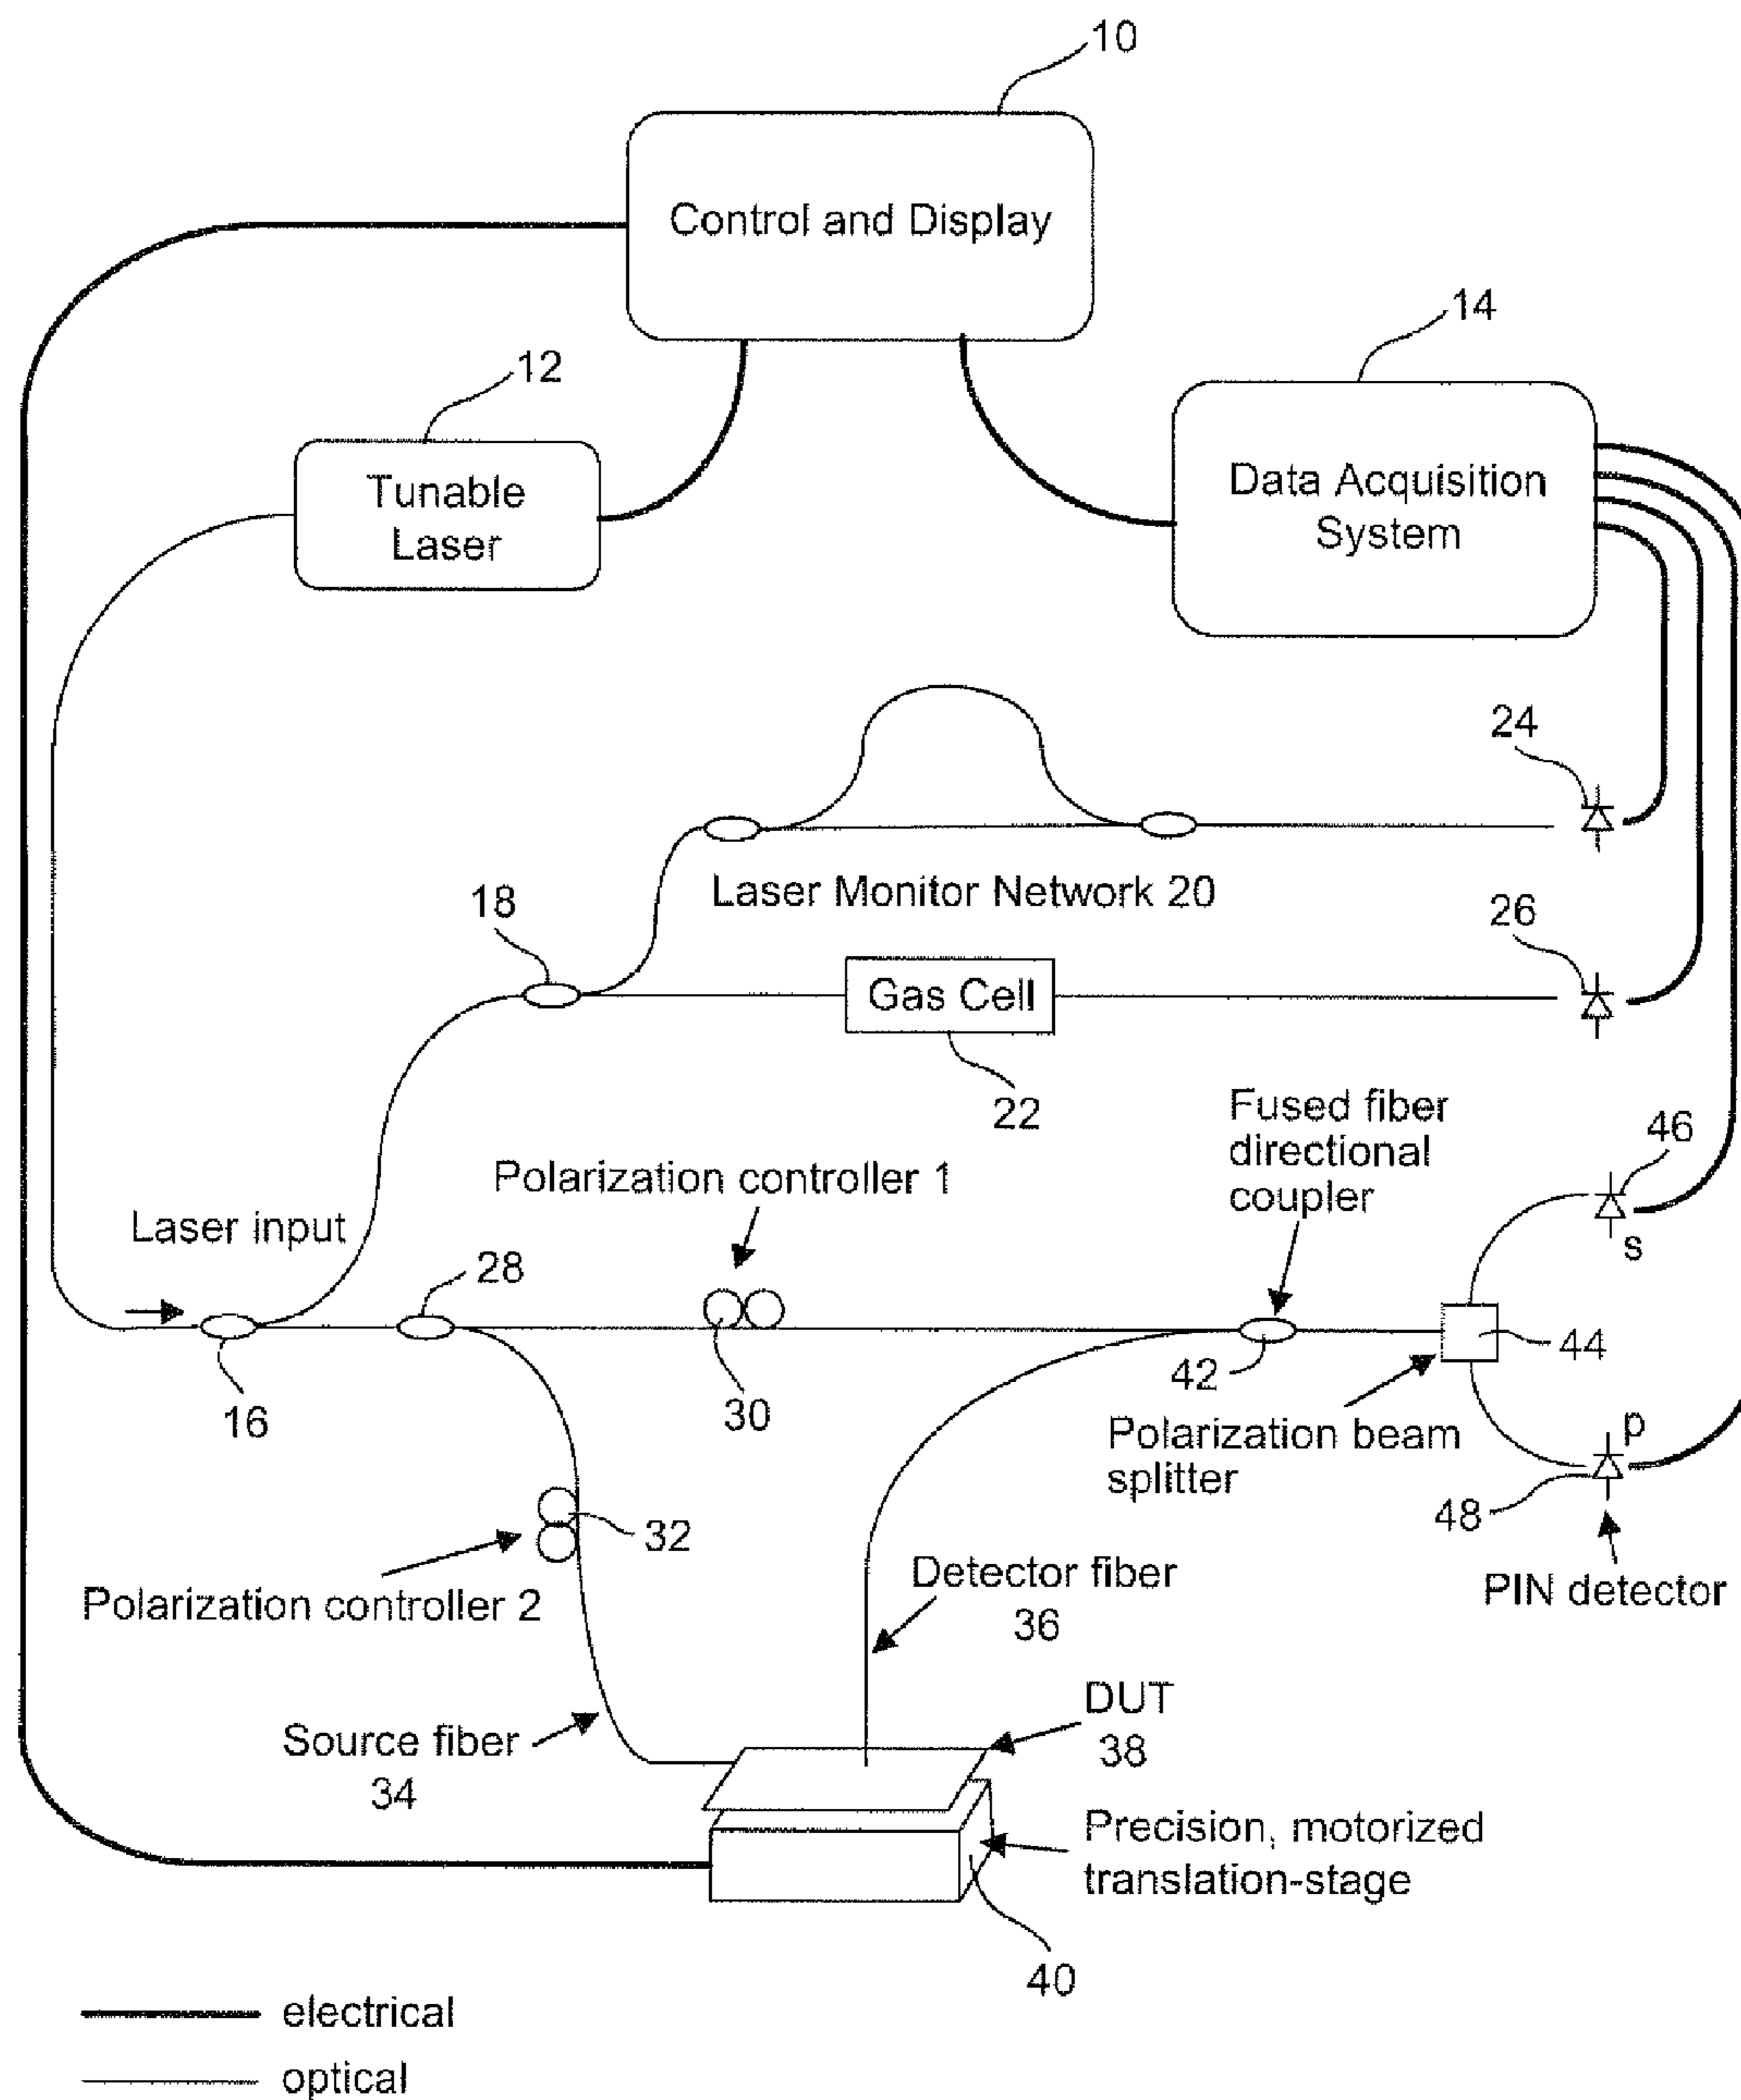 10
Control and Display
14
12
Tunable
Laser
Data Acquisition
System
24
Laser Monitor Network 20
18
26
Gas Cell
22
Fused fiber
directional
coupler
46
Polarization controller 1
Laser input
s
28
44
42
16
30
Polarization beam
splitter
p
48
32
Polarization controller 2
Detector fiber
36
PIN detector
DUT
38
Source fiber
34
Precision, motorized
translation-stage
40
electrical
optical